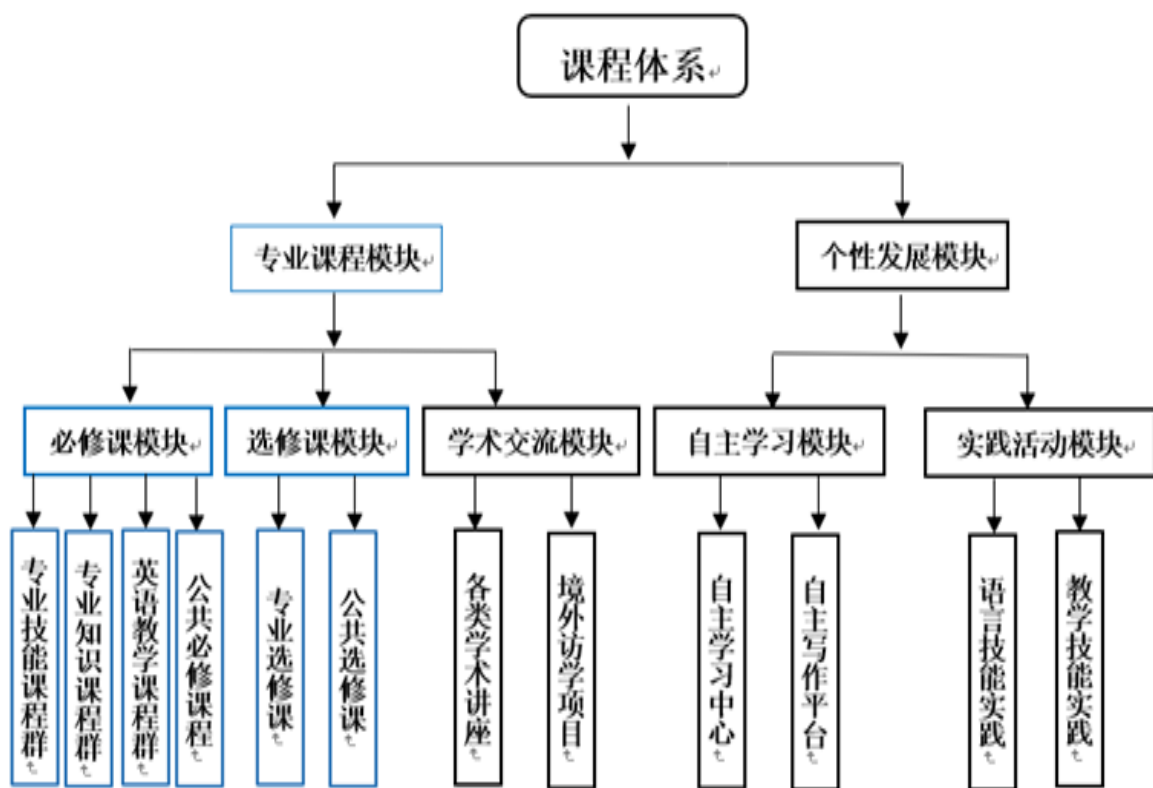 课程体系
专业课程模块
个性发展模块
必修课模块
选修课模块
学术交流模块
自主学习模块
实践活动模块
专业技能课程群
专业知识课程群
英语教学课程群
公共必修课程
专业选修课
公共选修课
各类学术讲座
境外访学项目
自主学习中心
自主写作平台
语言技能实践
教学技能实践